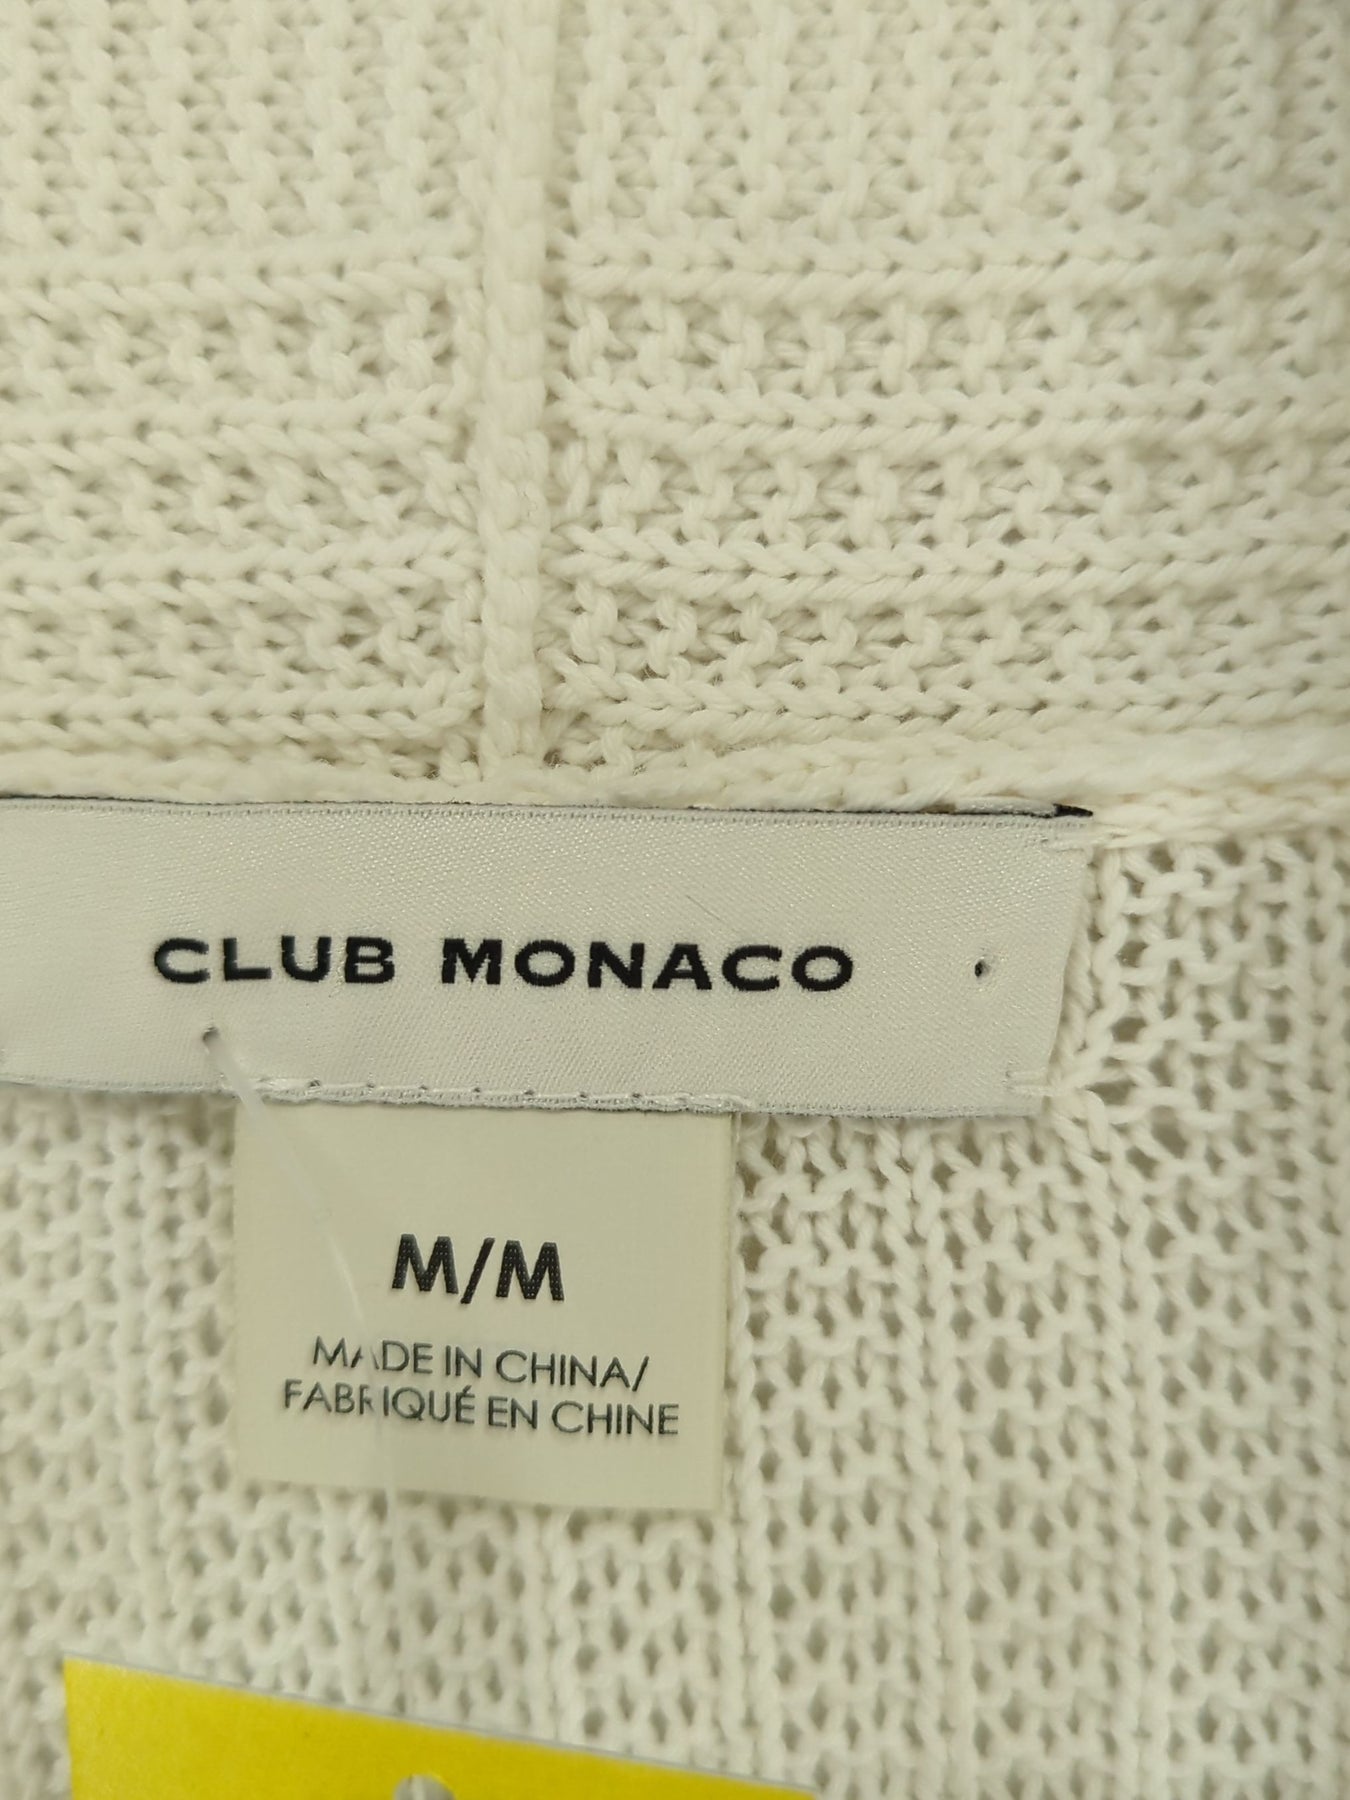 CLUB MONACO
M/M
MADE IN CHINA/
FABRIQUÉ EN CHINE